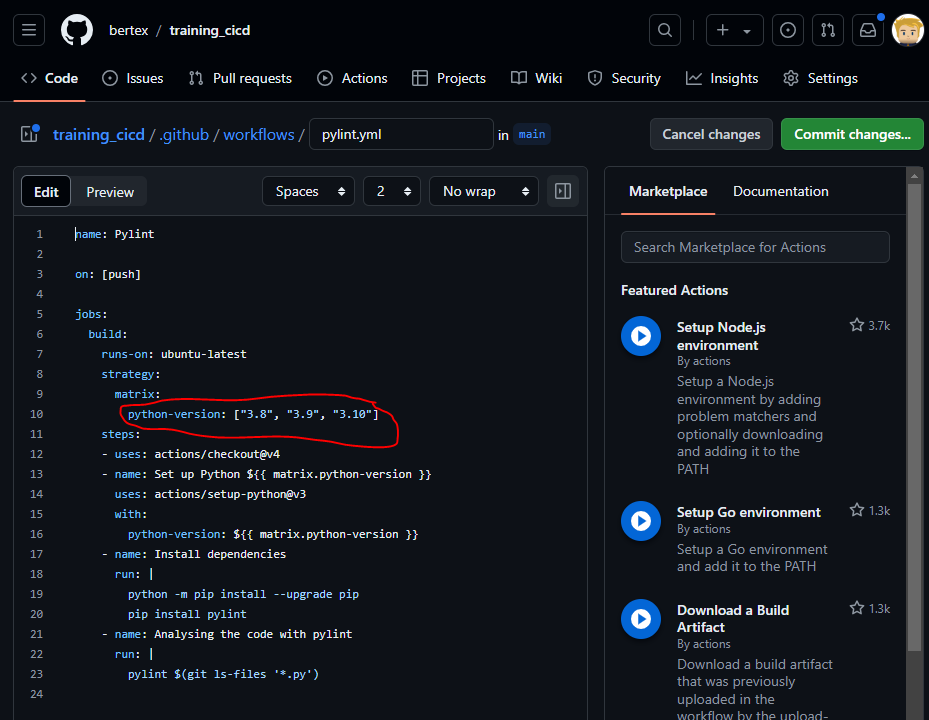 bertex / training_cicd
Code Issues Pull requests Actions Projects Wiki Security Insights Settings
training_cicd / .github / workflows / pylint.yml in main Cancel changes Commit changes...
Edit Preview Spaces 2 No wrap
1 name: Pylint
2
3 on: [push]
4
5 jobs:
6   build:
7     runs-on: ubuntu-latest
8     strategy:
9       matrix:
10         python-version: ["3.8", "3.9", "3.10"]
11     steps:
12     - uses: actions/checkout@v4
13     - name: Set up Python ${{ matrix.python-version }}
14       uses: actions/setup-python@v3
15       with:
16         python-version: ${{ matrix.python-version }}
17     - name: Install dependencies
18       run: |
19         python -m pip install --upgrade pip
20         pip install pylint
21     - name: Analysing the code with pylint
22       run: |
23         pylint $(git ls-files '*.py')
24
Marketplace Documentation
Search Marketplace for Actions
Featured Actions
Setup Node.js 3.7k
environment
By actions
Setup a Node.js
environment by adding
problem matchers and
optionally downloading
and adding it to the
PATH
Setup Go environment 1.3k
By actions
Setup a Go environment
and add it to the PATH
Download a Build 1.3k
Artifact
By actions
Download a build artifact
that was previously
uploaded in the
workflow by the upload-